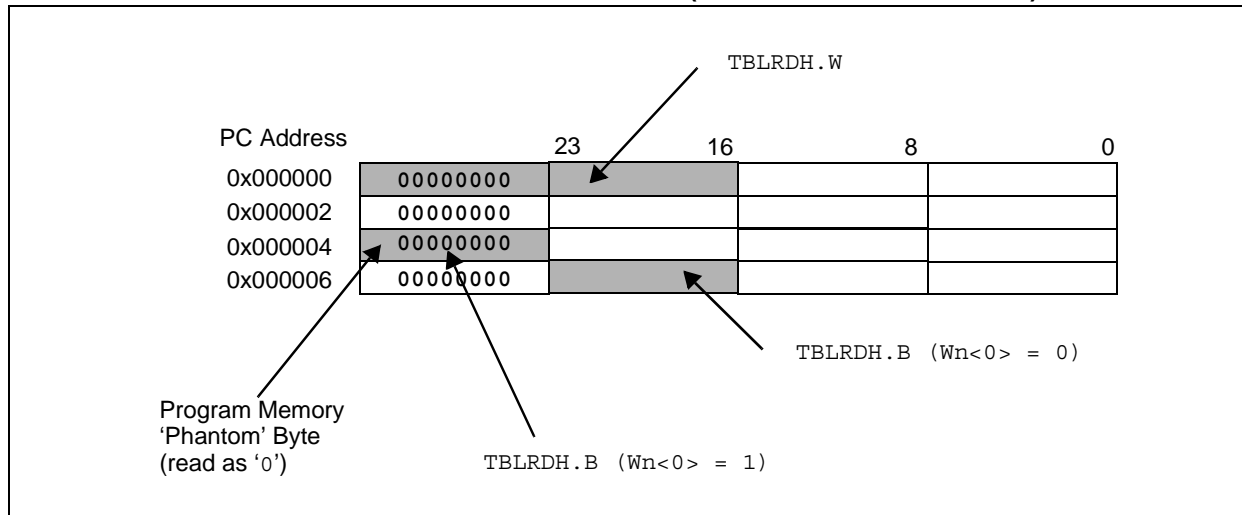 TBLRDH.W
PC Address
23 16 8 0
0x000000 00000000
0x000002 00000000
0x000004 00000000
0x000006 00000000
TBLRDH.B (Wn<0> = 0)
Program Memory
‘Phantom’ Byte
(read as ‘0’)
TBLRDH.B (Wn<0> = 1)